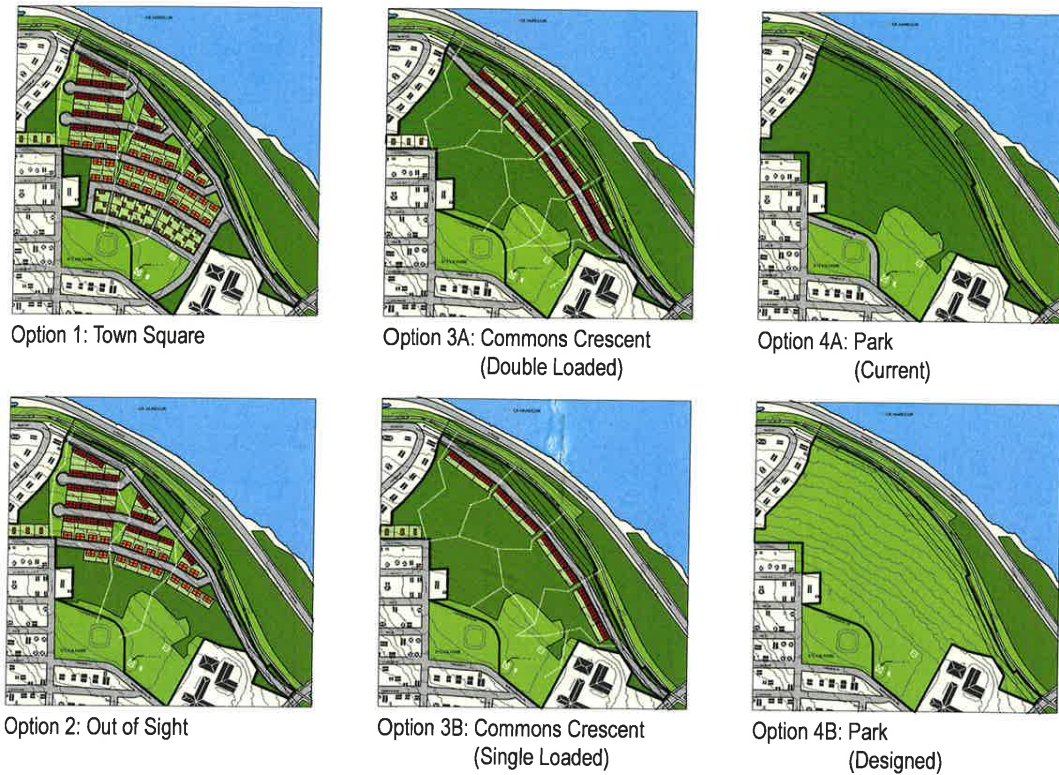 Option 1: Town Square
Option 3A: Commons Crescent
(Double Loaded)
Option 4A: Park
(Current)
Option 2: Out of Sight
Option 3B: Commons Crescent
(Single Loaded)
Option 4B: Park
(Designed)